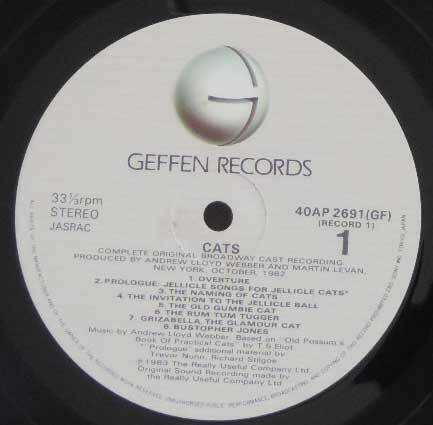 GEFFEN RECORDS
33⅓rpm
STEREO
JASRAC
40AP 2691(GF)
(RECORD 1)
1
CATS
COMPLETE ORIGINAL BROADWAY CAST RECORDING
PRODUCED BY ANDREW LLOYD WEBBER AND MARTIN LEVAN,
NEW YORK, OCTOBER, 1982
1. OVERTURE
2. PROLOGUE: JELLICLE SONGS FOR JELLICLE CATS*
3. THE NAMING OF CATS
4. THE INVITATION TO THE JELLICLE BALL
5. THE OLD GUMBIE CAT
6. THE RUM TUM TUGGER
7. GRIZABELLA, THE GLAMOUR CAT
8. BUSTOPHER JONES
Music by Andrew Lloyd Webber. Based on "Old Possum's
Book Of Practical Cats" by T.S Eliot
*"Prologue" additional material by
Trevor Nunn, Richard Stilgoe
℗1983 The Really Useful Company Ltd.
Original Sound Recording made by
the Really Useful Company Ltd.